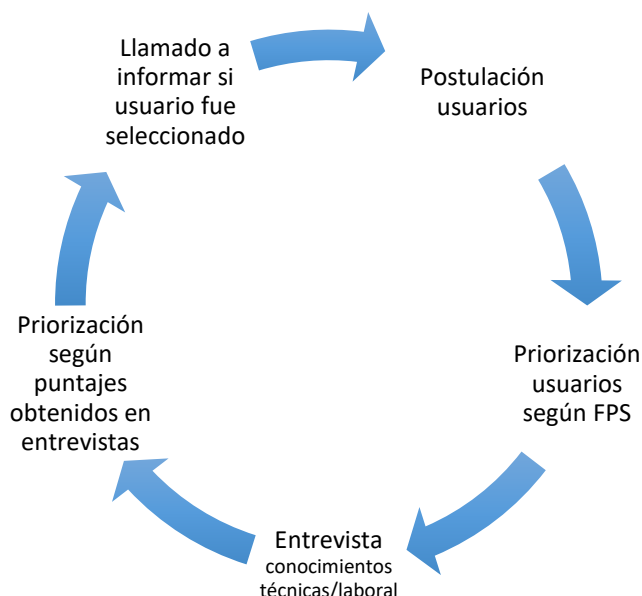 Llamado a
informar si
usuario fue
seleccionado
Postulación
usuarios
Priorización
usuarios
según FPS
Entrevista
conocimientos
técnicas/laboral
Priorización
según
puntajes
obtenidos en
entrevistas